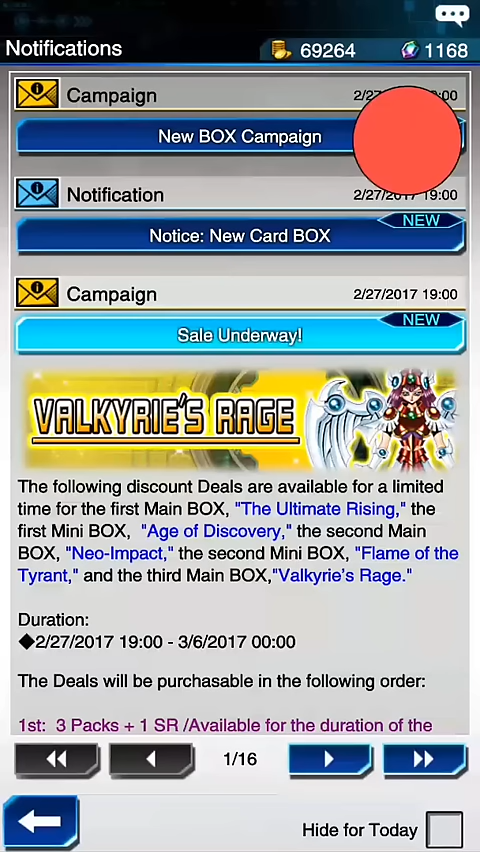 Notifications
69264
1168
Campaign
New BOX Campaign
Notification
2/27/2017 19:00
NEW
Notice: New Card BOX
Campaign
2/27/2017 19:00
NEW
Sale Underway!
VALKYRIE'S RAGE
The following discount Deals are available for a limited
time for the first Main BOX, "The Ultimate Rising," the
first Mini BOX, "Age of Discovery," the second Main
BOX, "Neo-Impact," the second Mini BOX, "Flame of the
Tyrant," and the third Main BOX,"Valkyrie's Rage."
Duration:
◆2/27/2017 19:00 - 3/6/2017 00:00
The Deals will be purchasable in the following order:
1st: 3 Packs + 1 SR /Available for the duration of the
1/16
Hide for Today